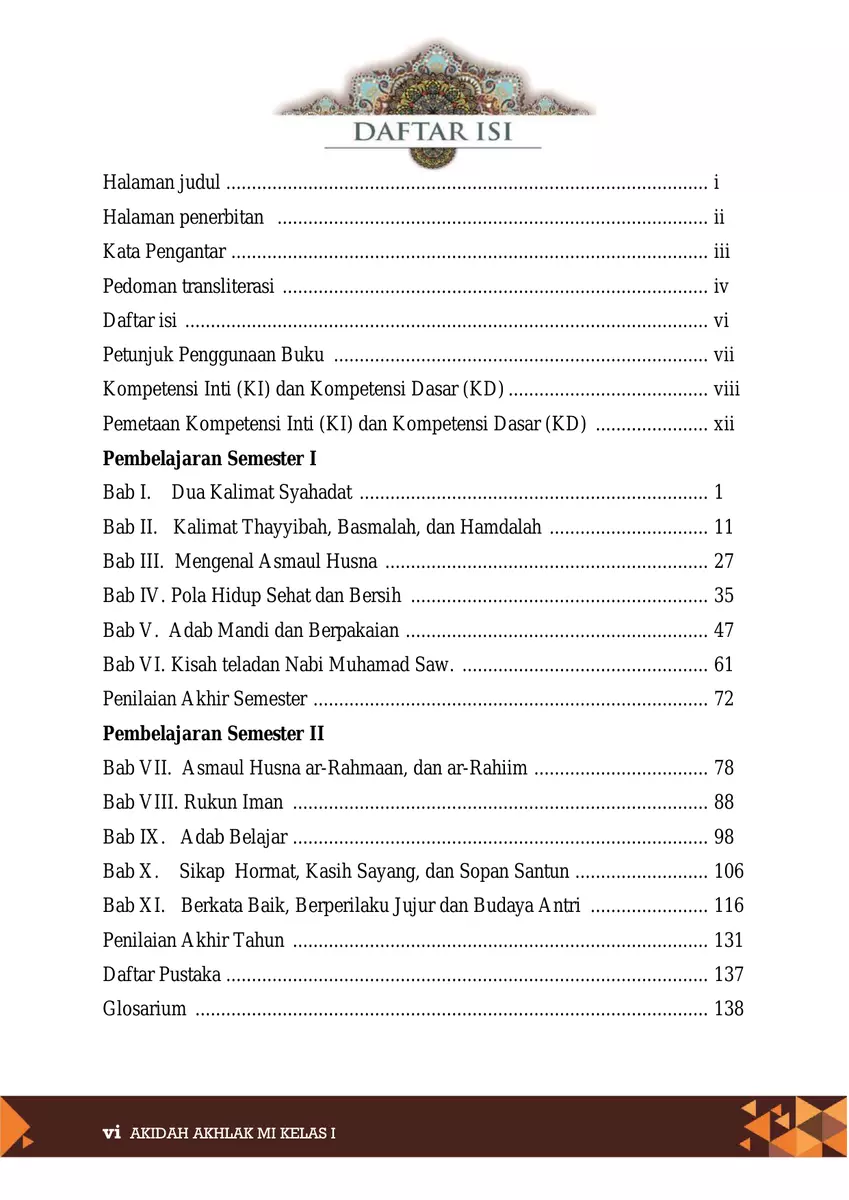 DAFTAR ISI
Halaman judul .............................................................................................. i
Halaman penerbitan .................................................................................... ii
Kata Pengantar ............................................................................................. iii
Pedoman transliterasi ................................................................................... iv
Daftar isi ...................................................................................................... vi
Petunjuk Penggunaan Buku ......................................................................... vii
Kompetensi Inti (KI) dan Kompetensi Dasar (KD) ....................................... viii
Pemetaan Kompetensi Inti (KI) dan Kompetensi Dasar (KD) ...................... xii
Pembelajaran Semester I
Bab I. Dua Kalimat Syahadat .................................................................... 1
Bab II. Kalimat Thayyibah, Basmalah, dan Hamdalah ............................... 11
Bab III. Mengenal Asmaul Husna ............................................................... 27
Bab IV. Pola Hidup Sehat dan Bersih .......................................................... 35
Bab V. Adab Mandi dan Berpakaian ........................................................... 47
Bab VI. Kisah teladan Nabi Muhamad Saw. ................................................ 61
Penilaian Akhir Semester ............................................................................. 72
Pembelajaran Semester II
Bab VII. Asmaul Husna ar-Rahmaan, dan ar-Rahiim .................................. 78
Bab VIII. Rukun Iman ................................................................................. 88
Bab IX. Adab Belajar ................................................................................. 98
Bab X. Sikap Hormat, Kasih Sayang, dan Sopan Santun .......................... 106
Bab XI. Berkata Baik, Berperilaku Jujur dan Budaya Antri ....................... 116
Penilaian Akhir Tahun ................................................................................. 131
Daftar Pustaka .............................................................................................. 137
Glosarium .................................................................................................... 138
vi AKIDAH AKHLAK MI KELAS I